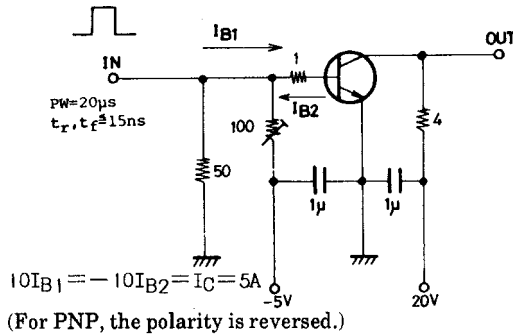 IB1
OUT
IN
1
IB2
PW=20μs
tr, tf≦15ns
100
4
50
1μ
1μ
10IB1=−10IB2=IC=5A
-5V
20V
(For PNP, the polarity is reversed.)